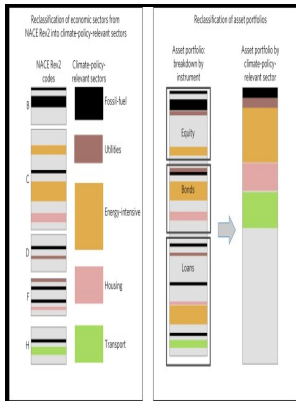 Reclassification of economic sectors from
NACE Rev2 into climate-policy-relevant sectors
NACE Rev2
codes
Climate-policy-
relevant sectors
B
Fossil-fuel
Utilities
C
Energy-intensive
D
Housing
F
H
Transport
Reclassification of asset portfolios
Asset portfolio:
breakdown by
instrument
Asset portfolio by
climate-policy-
relevant sector
Equity
Bonds
Loans